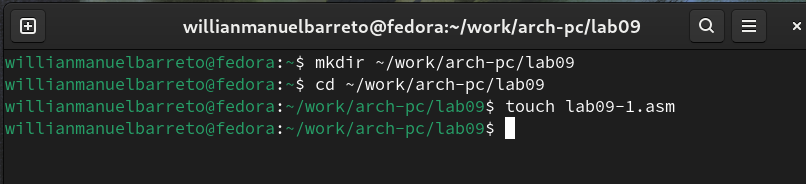 willianmanuelbarreto@fedora:~/work/arch-pc/lab09
willianmanuelbarreto@fedora:~$ mkdir ~/work/arch-pc/lab09
willianmanuelbarreto@fedora:~$ cd ~/work/arch-pc/lab09
willianmanuelbarreto@fedora:~/work/arch-pc/lab09$ touch lab09-1.asm
willianmanuelbarreto@fedora:~/work/arch-pc/lab09$